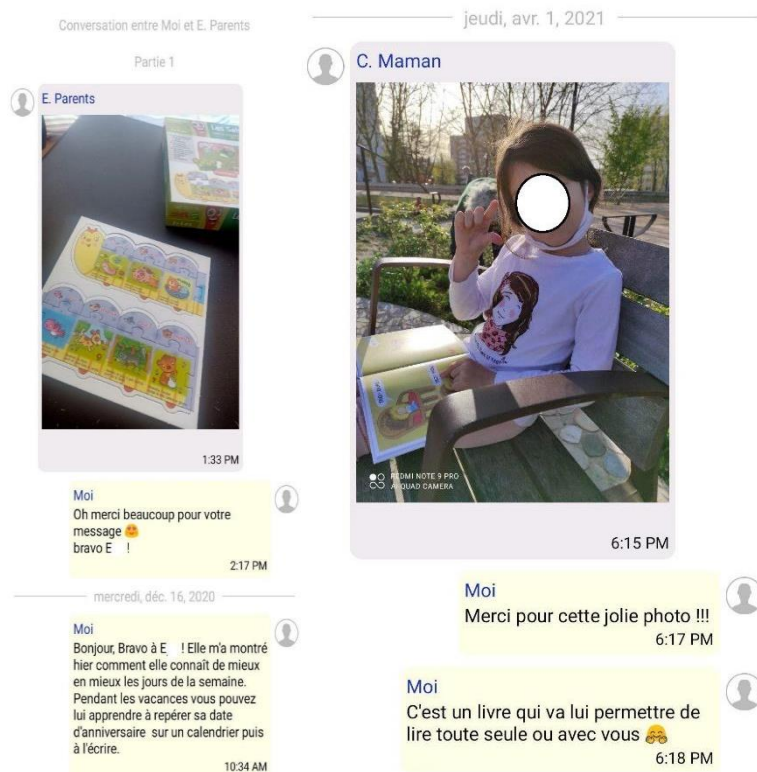 Conversation entre Moi et E. Parents
Partie 1
E. Parents
1:33 PM
Moi
Oh merci beaucoup pour votre
message 🤗
bravo E !
2:17 PM
mercredi, déc. 16, 2020
Moi
Bonjour, Bravo à E ! Elle m'a montré
hier comment elle connaît de mieux
en mieux les jours de la semaine.
Pendant les vacances vous pouvez
lui apprendre à repérer sa date
d'anniversaire sur un calendrier puis
à l'écrire.
10:34 AM
jeudi, avr. 1, 2021
C. Maman
REDMI NOTE 9 PRO
AI QUAD CAMERA
6:15 PM
Moi
Merci pour cette jolie photo !!!
6:17 PM
Moi
C'est un livre qui va lui permettre de
lire toute seule ou avec vous 🤗
6:18 PM